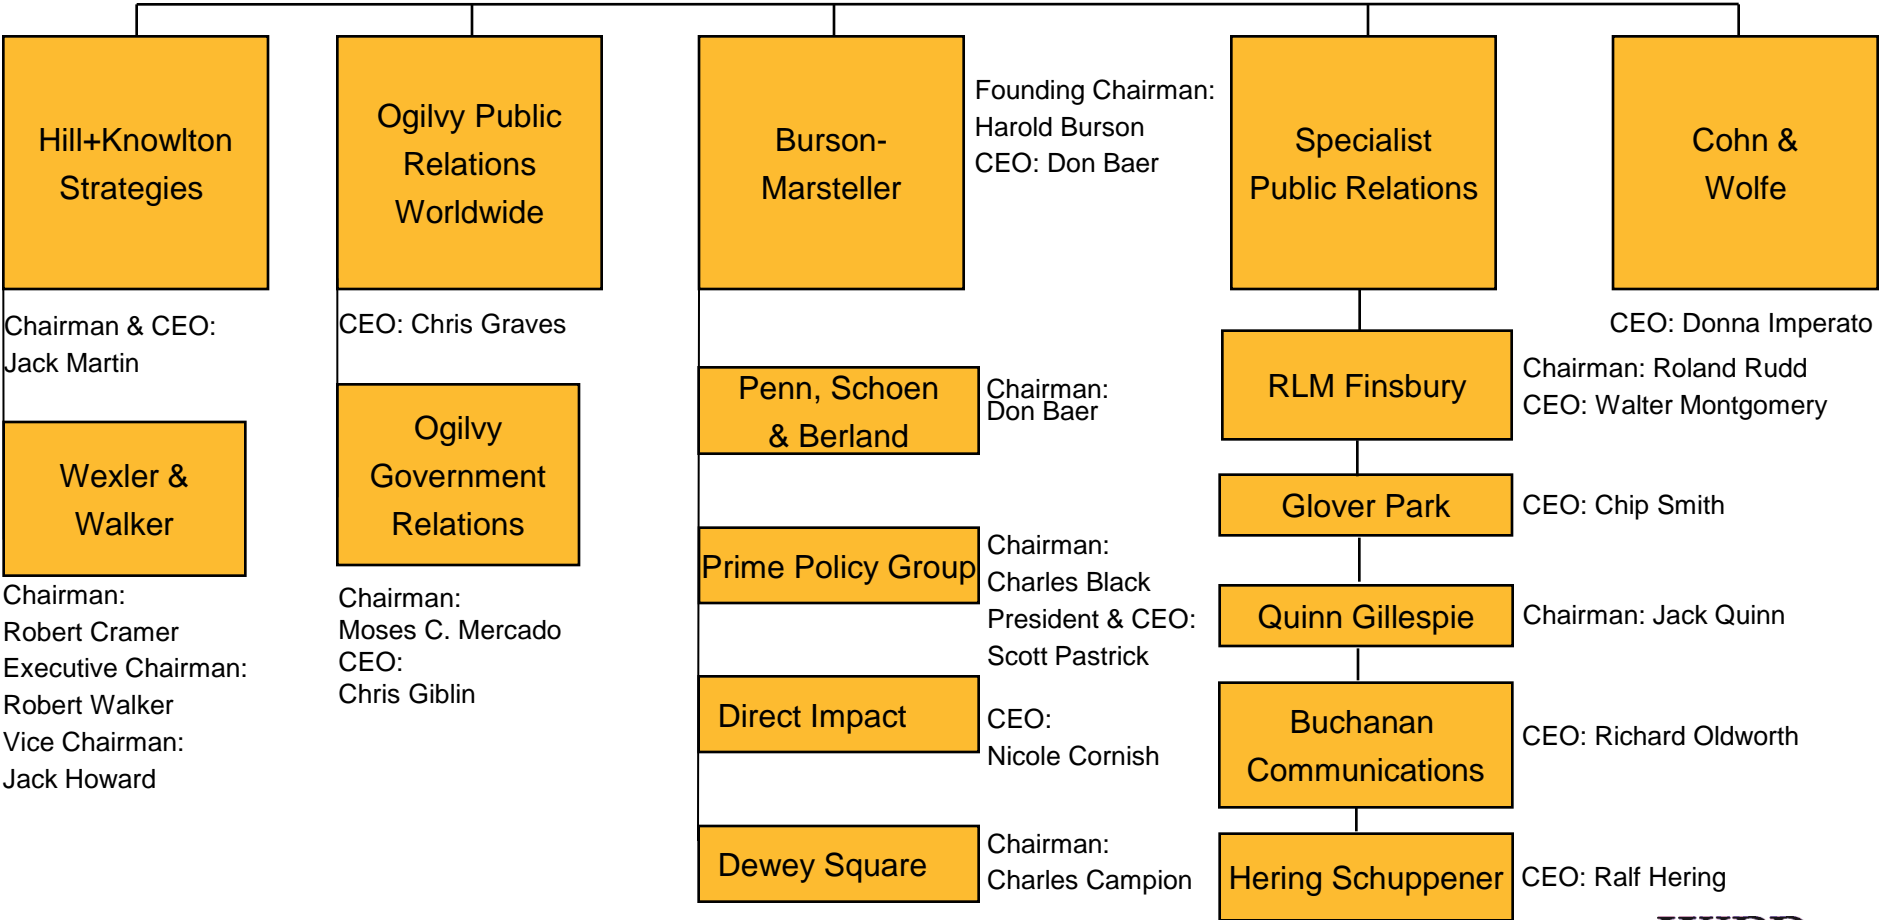 Hill+Knowlton
Strategies
Chairman & CEO:
Jack Martin
Wexler &
Walker
Chairman:
Robert Cramer
Executive Chairman:
Robert Walker
Vice Chairman:
Jack Howard
Ogilvy Public
Relations
Worldwide
CEO: Chris Graves
Ogilvy
Government
Relations
Chairman:
Moses C. Mercado
CEO:
Chris Giblin
Burson-
Marsteller
Founding Chairman:
Harold Burson
CEO: Don Baer
Penn, Schoen
& Berland
Chairman:
Don Baer
Prime Policy Group
Chairman:
Charles Black
President & CEO:
Scott Pastrick
Direct Impact
CEO:
Nicole Cornish
Dewey Square
Chairman:
Charles Campion
Specialist
Public Relations
RLM Finsbury
Chairman: Roland Rudd
CEO: Walter Montgomery
Glover Park
CEO: Chip Smith
Quinn Gillespie
Chairman: Jack Quinn
Buchanan
Communications
CEO: Richard Oldworth
Hering Schuppener
CEO: Ralf Hering
Cohn &
Wolfe
CEO: Donna Imperato